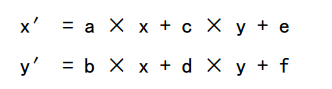 x′ = a × x + c × y + e
y′ = b × x + d × y + f